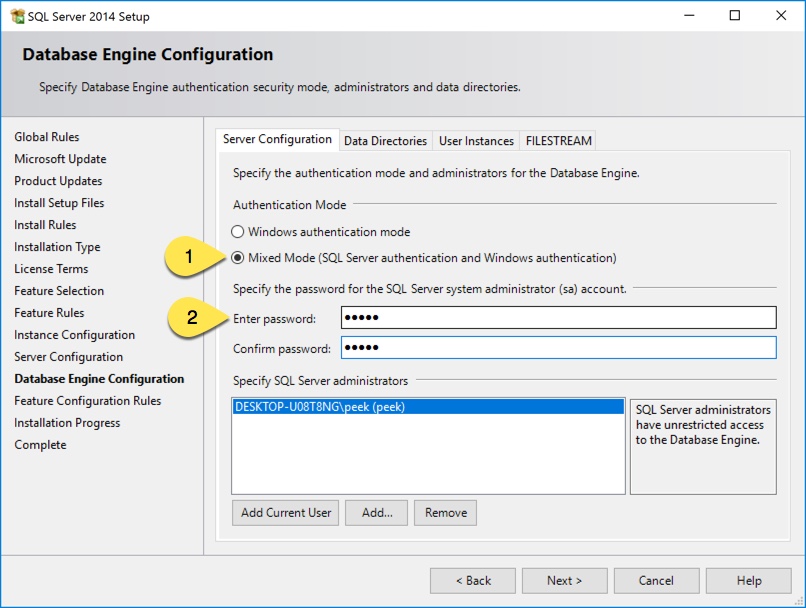 SQL Server 2014 Setup
Database Engine Configuration
Specify Database Engine authentication security mode, administrators and data directories.
Global Rules
Microsoft Update
Product Updates
Install Setup Files
Install Rules
Installation Type
License Terms
Feature Selection
Feature Rules
Instance Configuration
Server Configuration
Database Engine Configuration
Feature Configuration Rules
Installation Progress
Complete
Server Configuration Data Directories User Instances FILESTREAM
Specify the authentication mode and administrators for the Database Engine.
Authentication Mode
Windows authentication mode
1 Mixed Mode (SQL Server authentication and Windows authentication)
Specify the password for the SQL Server system administrator (sa) account.
2 Enter password: •••••
Confirm password: •••••
Specify SQL Server administrators
DESKTOP-U08T8NG\peek (peek)
SQL Server administrators
have unrestricted access
to the Database Engine.
Add Current User Add... Remove
< Back Next > Cancel Help